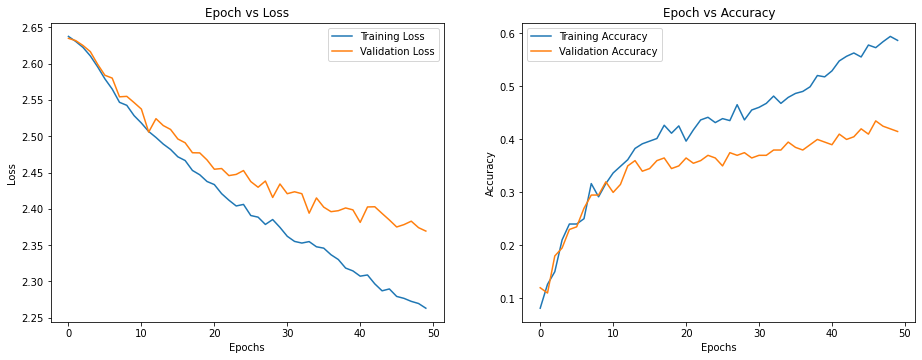 Epoch vs Loss
Training Loss
Validation Loss
2.65
2.60
2.55
2.50
2.45
2.40
2.35
2.30
2.25
Loss
0 10 20 30 40 50
Epochs
Epoch vs Accuracy
Training Accuracy
Validation Accuracy
0.6
0.5
0.4
0.3
0.2
0.1
Accuracy
0 10 20 30 40 50
Epochs